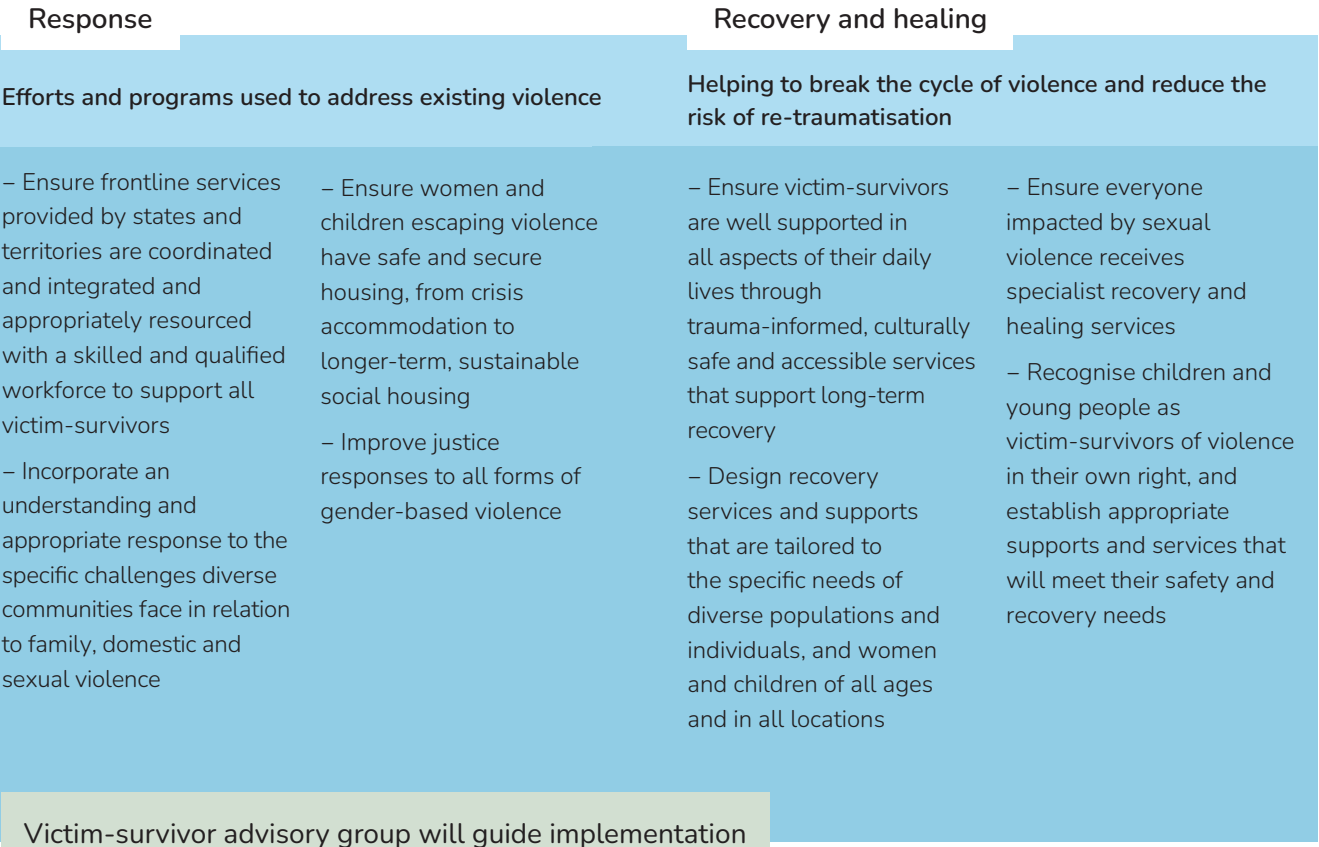 Response
Efforts and programs used to address existing violence
– Ensure frontline services
provided by states and
territories are coordinated
and integrated and
appropriately resourced
with a skilled and qualified
workforce to support all
victim-survivors
– Incorporate an
understanding and
appropriate response to the
specific challenges diverse
communities face in relation
to family, domestic and
sexual violence
– Ensure women and
children escaping violence
have safe and secure
housing, from crisis
accommodation to
longer-term, sustainable
social housing
– Improve justice
responses to all forms of
gender-based violence
Recovery and healing
Helping to break the cycle of violence and reduce the
risk of re-traumatisation
– Ensure victim-survivors
are well supported in
all aspects of their daily
lives through
trauma-informed, culturally
safe and accessible services
that support long-term
recovery
– Design recovery
services and supports
that are tailored to
the specific needs of
diverse populations and
individuals, and women
and children of all ages
and in all locations
– Ensure everyone
impacted by sexual
violence receives
specialist recovery and
healing services
– Recognise children and
young people as
victim-survivors of violence
in their own right, and
establish appropriate
supports and services that
will meet their safety and
recovery needs
Victim-survivor advisory group will guide implementation